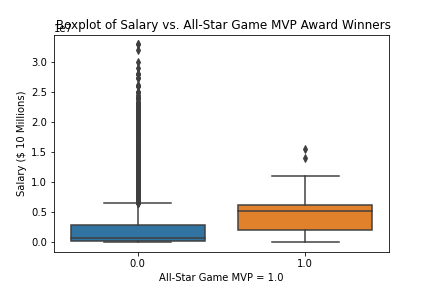 Boxplot of Salary vs. All-Star Game MVP Award Winners
1e7
3.0
2.5
2.0
1.5
1.0
0.5
0.0
Salary ($ 10 Millions)
0.0 1.0
All-Star Game MVP = 1.0